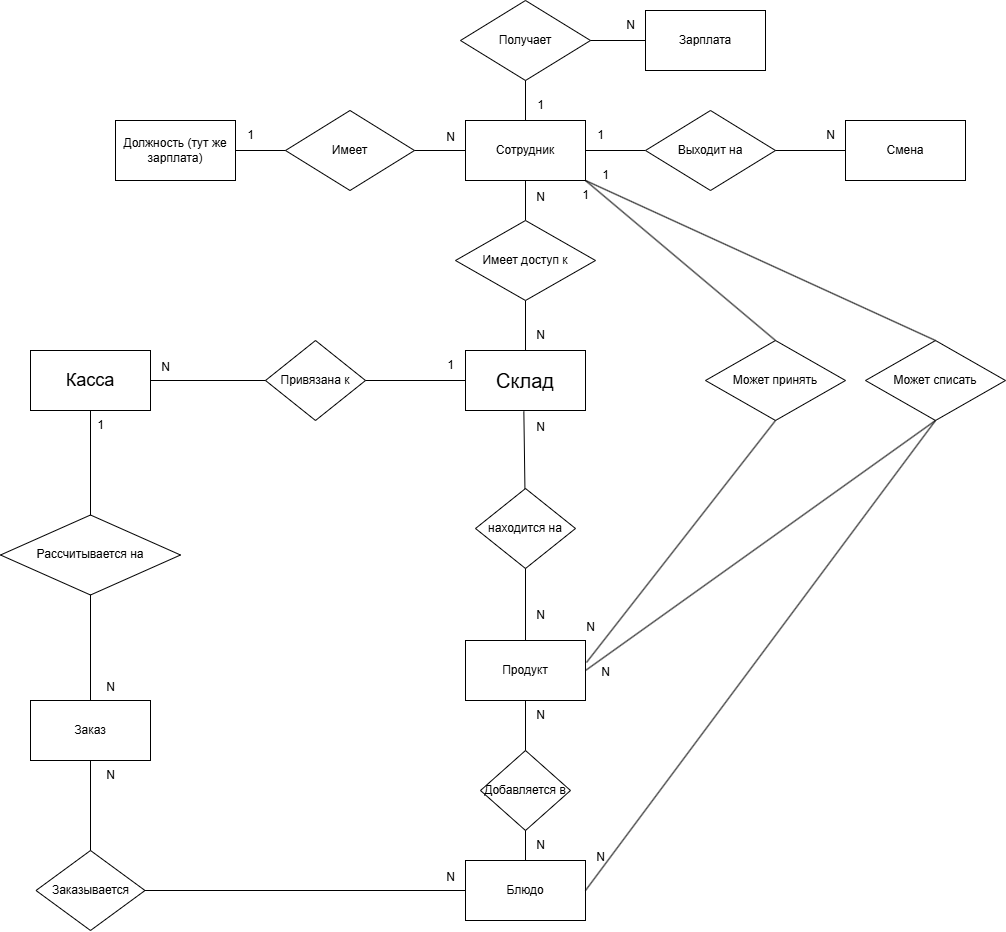 Получает
N
Зарплата
1
Должность (тут же
зарплата)
1
Имеет
N
Сотрудник
1
Выходит на
N
Смена
1
1
N
Имеет доступ к
N
Касса
N
Привязана к
1
Склад
Может принять
Может списать
1
N
Рассчитывается на
находится на
N
N
Продукт
N
N
Заказ
N
N
Добавляется в
N
N
Заказывается
N
Блюдо